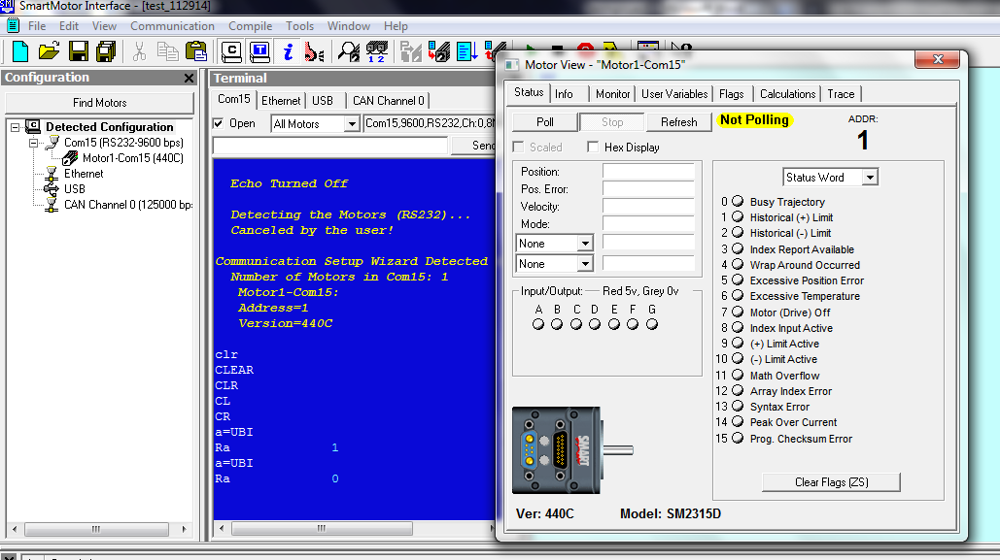 SmartMotor Interface - [test_112914]
File Edit View Communication Compile Tools Window Help
Configuration
Find Motors
Detected Configuration
Com15 (RS232-9600 bps)
Motor1-Com15 (440C)
Ethernet
USB
CAN Channel 0 (125000 bp:
Terminal
Com15 Ethernet USB CAN Channel 0
Open All Motors Com15,9600,RS232,Ch:0,8N
Send
Echo Turned Off
Detecting the Motors (RS232)...
Canceled by the user!
Communication Setup Wizard Detected
Number of Motors in Com15: 1
Motor1-Com15:
Address=1
Version=440C
clr
CLEAR
CLR
CL
CR
a=UBI
Ra 1
a=UBI
Ra 0
Motor View - "Motor1-Com15"
Status Info Monitor User Variables Flags Calculations Trace
Poll Stop Refresh Not Polling
ADDR:
1
Scaled Hex Display
Position:
Pos. Error:
Velocity:
Mode:
None
None
Input/Output: Red 5v, Grey 0v
A B C D E F G
SMART
Ver: 440C Model: SM2315D
Status Word
0 Busy Trajectory
1 Historical (+) Limit
2 Historical (-) Limit
3 Index Report Available
4 Wrap Around Occurred
5 Excessive Position Error
6 Excessive Temperature
7 Motor (Drive) Off
8 Index Input Active
9 (+) Limit Active
10 (-) Limit Active
11 Math Overflow
12 Array Index Error
13 Syntax Error
14 Peak Over Current
15 Prog. Checksum Error
Clear Flags (ZS)